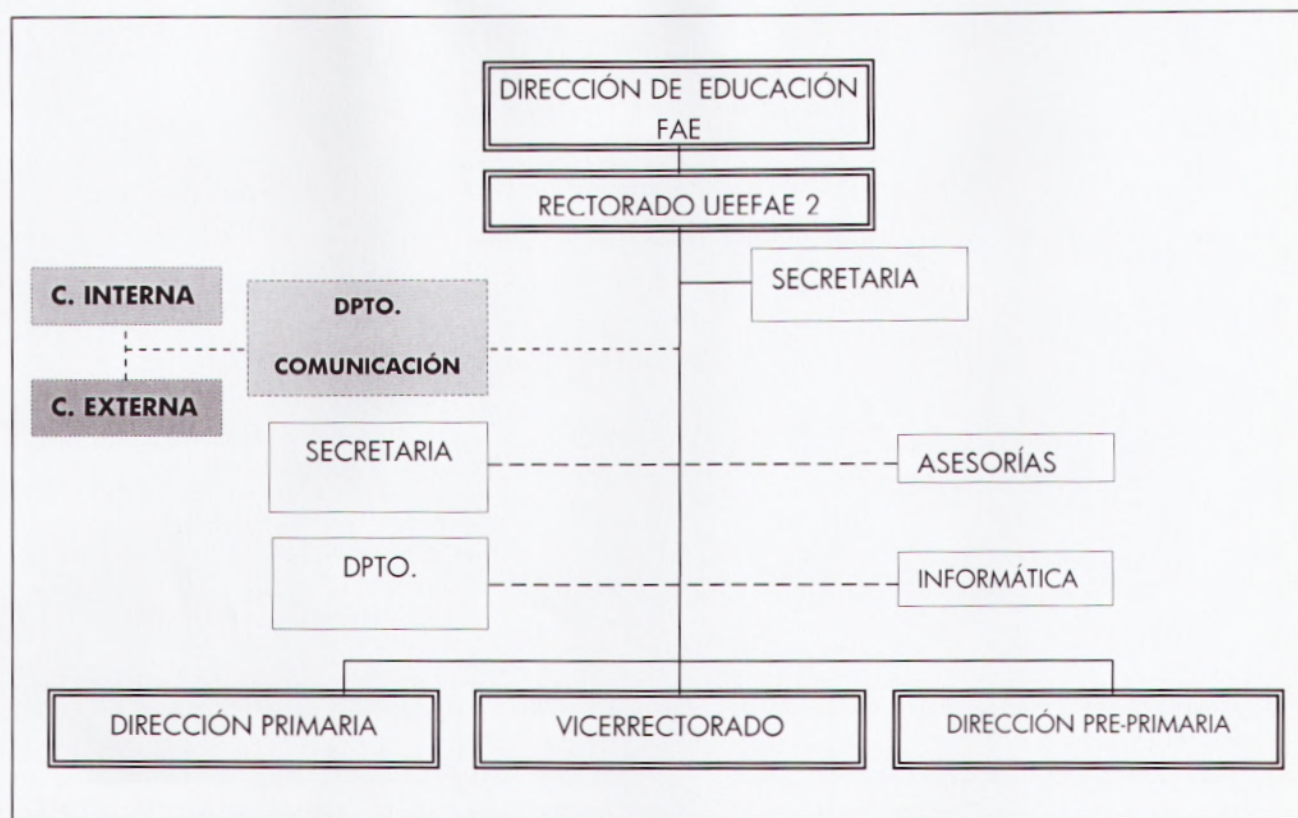 DIRECCIÓN DE EDUCACIÓN
FAE
RECTORADO UEEFAE 2
SECRETARIA
C. INTERNA
DPTO.
COMUNICACIÓN
C. EXTERNA
SECRETARIA
ASESORÍAS
DPTO.
INFORMÁTICA
DIRECCIÓN PRIMARIA
VICERRECTORADO
DIRECCIÓN PRE-PRIMARIA